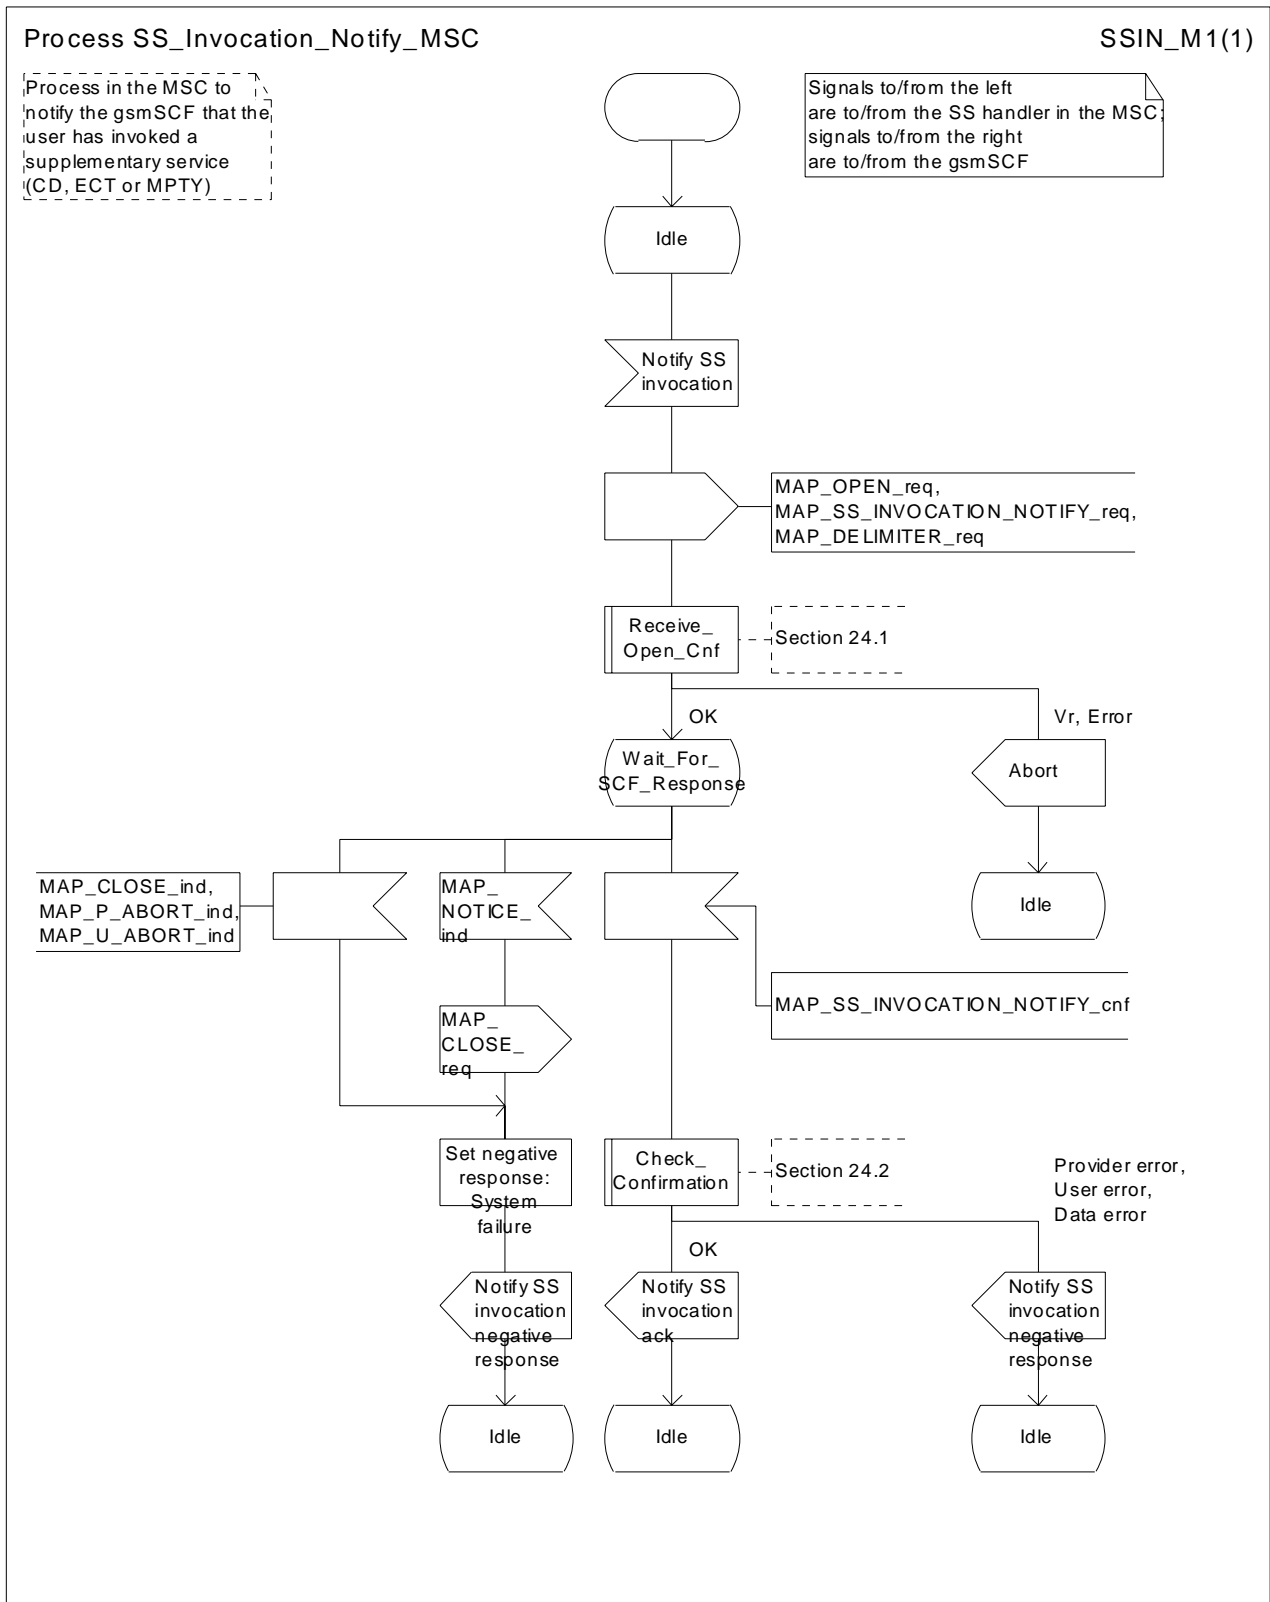 Process SS_Invocation_Notify_MSC
SSIN_M1(1)
Process in the MSC to
notify the gsmSCF that the
user has invoked a
supplementary service
(CD, ECT or MPTY)
Signals to/from the left
are to/from the SS handler in the MSC;
signals to/from the right
are to/from the gsmSCF
Idle
Notify SS
invocation
MAP_OPEN_req,
MAP_SS_INVOCATION_NOTIFY_req,
MAP_DELIMITER_req
Receive_
Open_Cnf
Section 24.1
OK
Vr, Error
Wait_For_
SCF_Response
Abort
MAP_CLOSE_ind,
MAP_P_ABORT_ind,
MAP_U_ABORT_ind
MAP_
NOTICE_
ind
Idle
MAP_SS_INVOCATION_NOTIFY_cnf
MAP_
CLOSE_
req
Set negative
response:
System
failure
Check_
Confirmation
Section 24.2
Provider error,
User error,
Data error
OK
Notify SS
invocation
negative
response
Notify SS
invocation
ack
Notify SS
invocation
negative
response
Idle
Idle
Idle